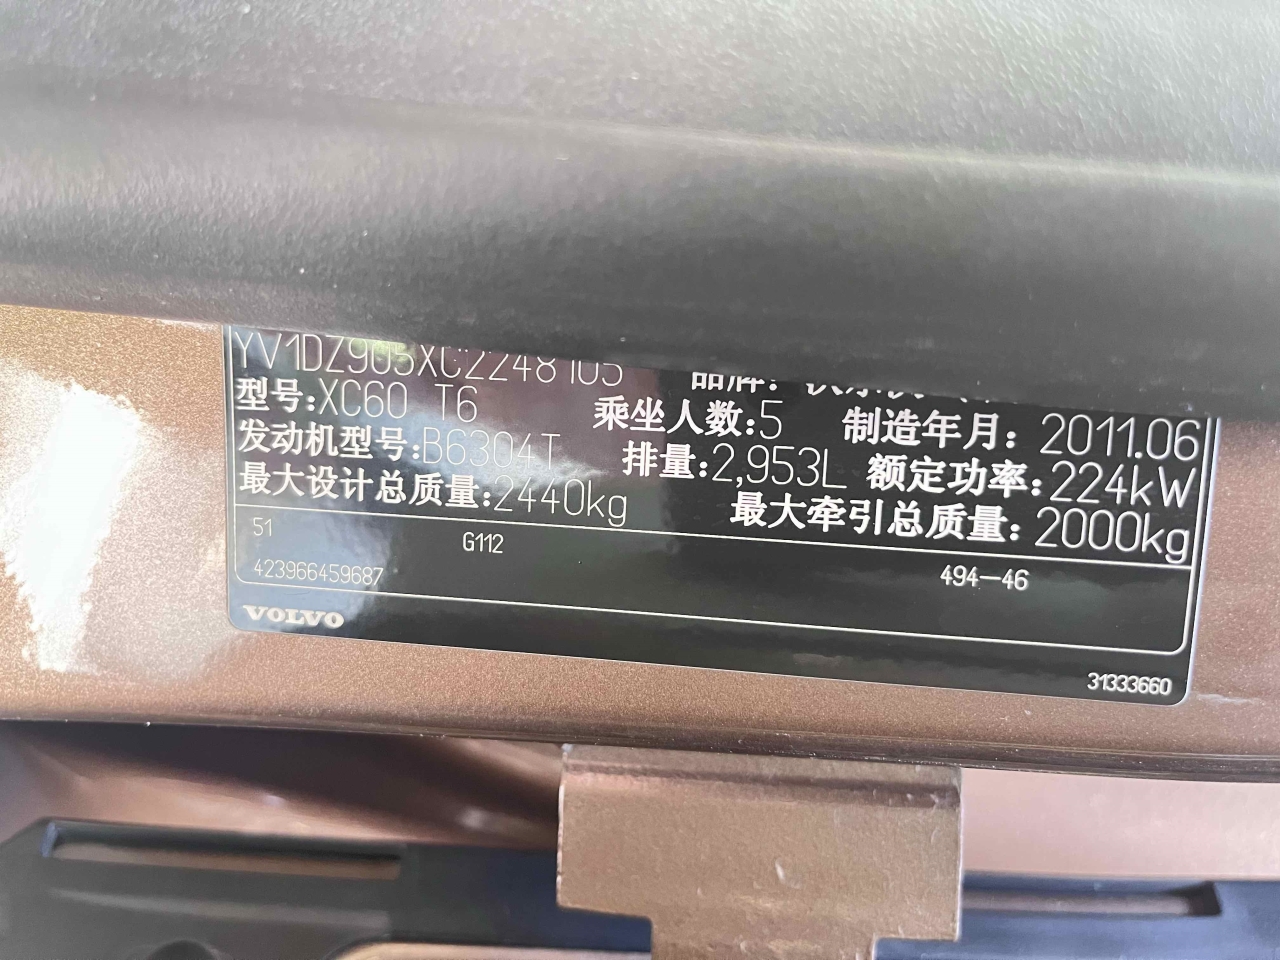 YV1DZ905XC2248105 品牌:
型号:XC60 T6 乘坐人数:5 制造年月: 2011.06
发动机型号:B6304T 排量:2,953L 额定功率:224kW
最大设计总质量:2440kg 最大牵引总质量: 2000kg
51 G112
423966459687 494-46
VOLVO
31333660